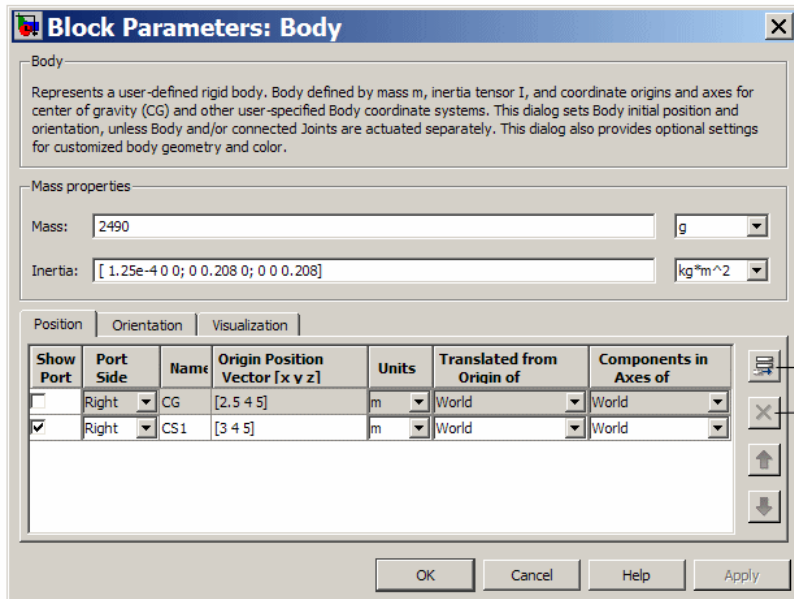 Block Parameters: Body
Body
Represents a user-defined rigid body. Body defined by mass m, inertia tensor I, and coordinate origins and axes for
center of gravity (CG) and other user-specified Body coordinate systems. This dialog sets Body initial position and
orientation, unless Body and/or connected Joints are actuated separately. This dialog also provides optional settings
for customized body geometry and color.
Mass properties
Mass: 2490 g
Inertia: [ 1.25e-4 0 0; 0 0.208 0; 0 0 0.208] kg*m^2
Position Orientation Visualization
Show Port Port Side Name Origin Position Vector [x y z] Units Translated from Origin of Components in Axes of
Right CG [2.5 4 5] m World World
Right CS1 [3 4 5] m World World
OK Cancel Help Apply